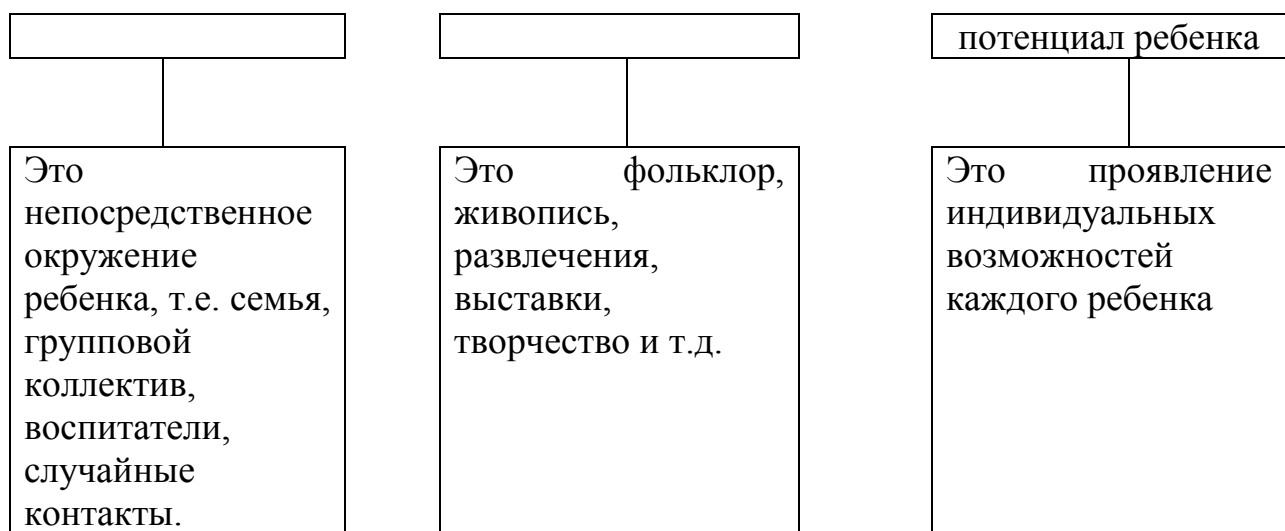 потенциал ребенка
Это
непосредственное
окружение
ребенка, т.е. семья,
групповой
коллектив,
воспитатели,
случайные
контакты.
Это фольклор,
живопись,
развлечения,
выставки,
творчество и т.д.
Это проявление
индивидуальных
возможностей
каждого ребенка